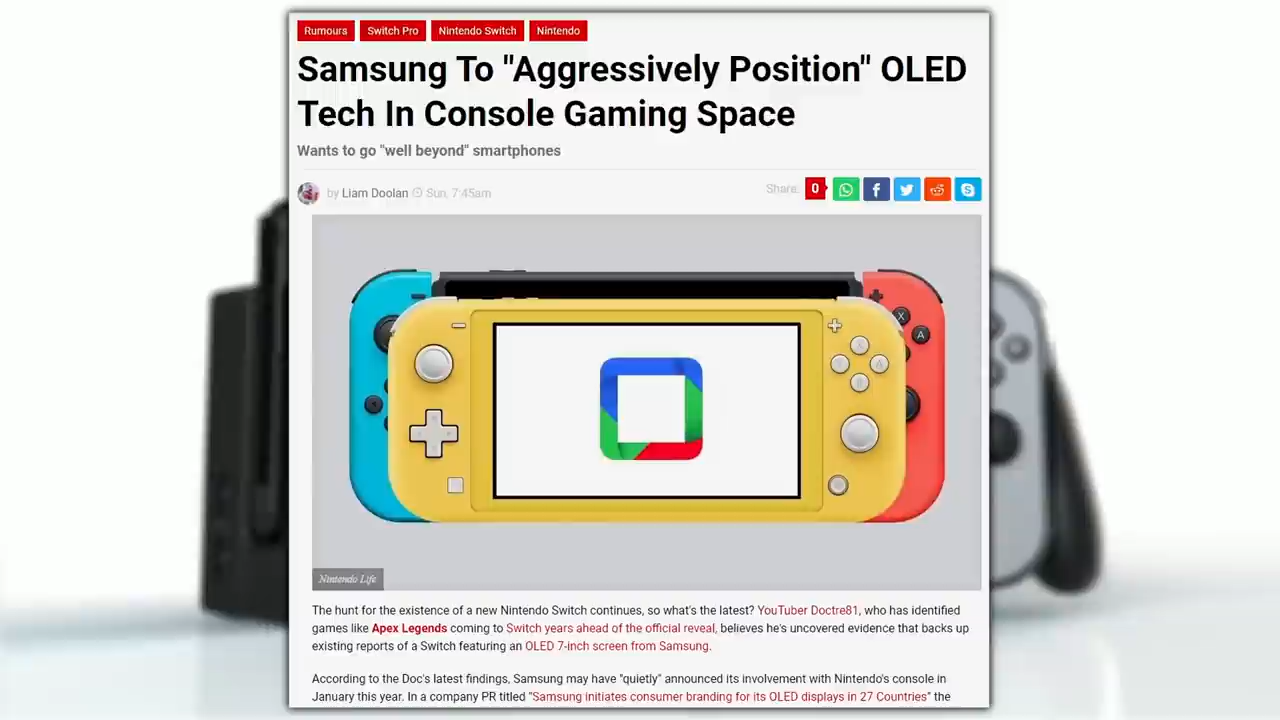 Rumours Switch Pro Nintendo Switch Nintendo
Samsung To "Aggressively Position" OLED
Tech In Console Gaming Space
Wants to go "well beyond" smartphones
by Liam Doolan Sun, 7:45am
Share: 0
X
A
X
Y
A
B
Nintendo Life
The hunt for the existence of a new Nintendo Switch continues, so what's the latest? YouTuber Doctre81, who has identified
games like Apex Legends coming to Switch years ahead of the official reveal, believes he's uncovered evidence that backs up
existing reports of a Switch featuring an OLED 7-inch screen from Samsung.
According to the Doc's latest findings, Samsung may have "quietly" announced its involvement with Nintendo's console in
January this year. In a company PR titled "Samsung initiates consumer branding for its OLED displays in 27 Countries" the